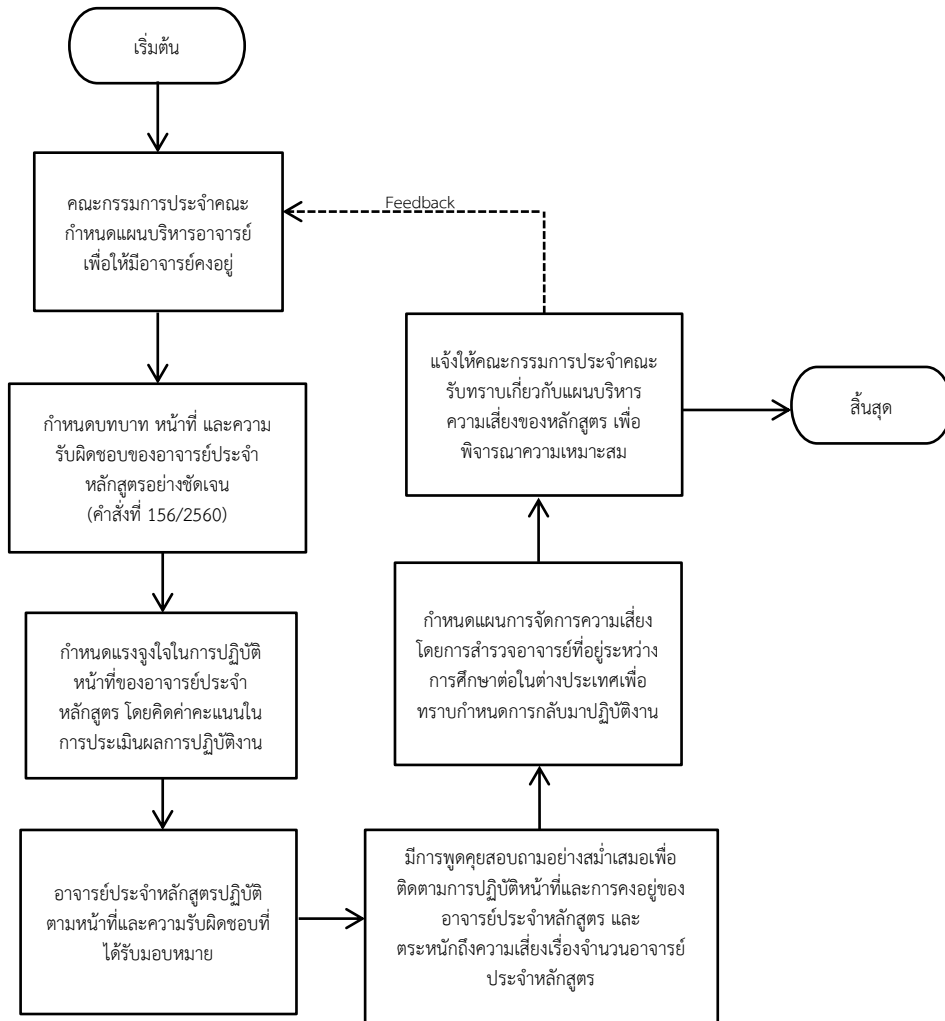 เริ่มต้น
คณะกรรมการประจำคณะ
กำหนดแผนบริหารอาจารย์
เพื่อให้มีอาจารย์คงอยู่
กำหนดบทบาท หน้าที่ และความ
รับผิดชอบของอาจารย์ประจำ
หลักสูตรอย่างชัดเจน
(คำสั่งที่ 156/2560)
กำหนดแรงจูงใจในการปฏิบัติ
หน้าที่ของอาจารย์ประจำ
หลักสูตร โดยคิดค่าคะแนนใน
การประเมินผลการปฏิบัติงาน
อาจารย์ประจำหลักสูตรปฏิบัติ
ตามหน้าที่และความรับผิดชอบที่
ได้รับมอบหมาย
มีการพูดคุยสอบถามอย่างสม่ำเสมอเพื่อ
ติดตามการปฏิบัติหน้าที่และการคงอยู่ของ
อาจารย์ประจำหลักสูตร และ
ตระหนักถึงความเสี่ยงเรื่องจำนวนอาจารย์
ประจำหลักสูตร
กำหนดแผนการจัดการความเสี่ยง
โดยการสำรวจอาจารย์ที่อยู่ระหว่าง
การศึกษาต่อในต่างประเทศเพื่อ
ทราบกำหนดการกลับมาปฏิบัติงาน
แจ้งให้คณะกรรมการประจำคณะ
รับทราบเกี่ยวกับแผนบริหาร
ความเสี่ยงของหลักสูตร เพื่อ
พิจารณาความเหมาะสม
Feedback
สิ้นสุด